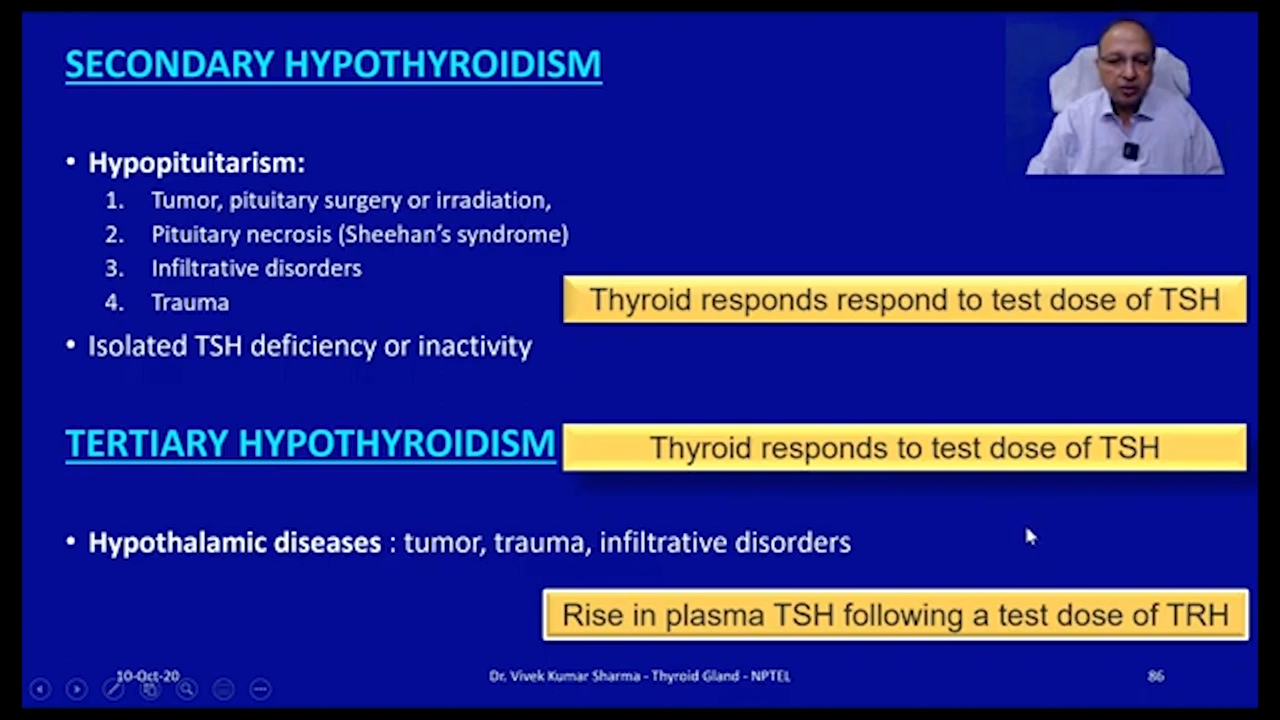 SECONDARY HYPOTHYROIDISM
• Hypopituitarism:
1. Tumor, pituitary surgery or irradiation,
2. Pituitary necrosis (Sheehan's syndrome)
3. Infiltrative disorders
4. Trauma
Thyroid responds respond to test dose of TSH
• Isolated TSH deficiency or inactivity
TERTIARY HYPOTHYROIDISM
Thyroid responds to test dose of TSH
• Hypothalamic diseases : tumor, trauma, infiltrative disorders
Rise in plasma TSH following a test dose of TRH
10-Oct-20
Dr. Vivek Kumar Sharma - Thyroid Gland - NPTEL
86